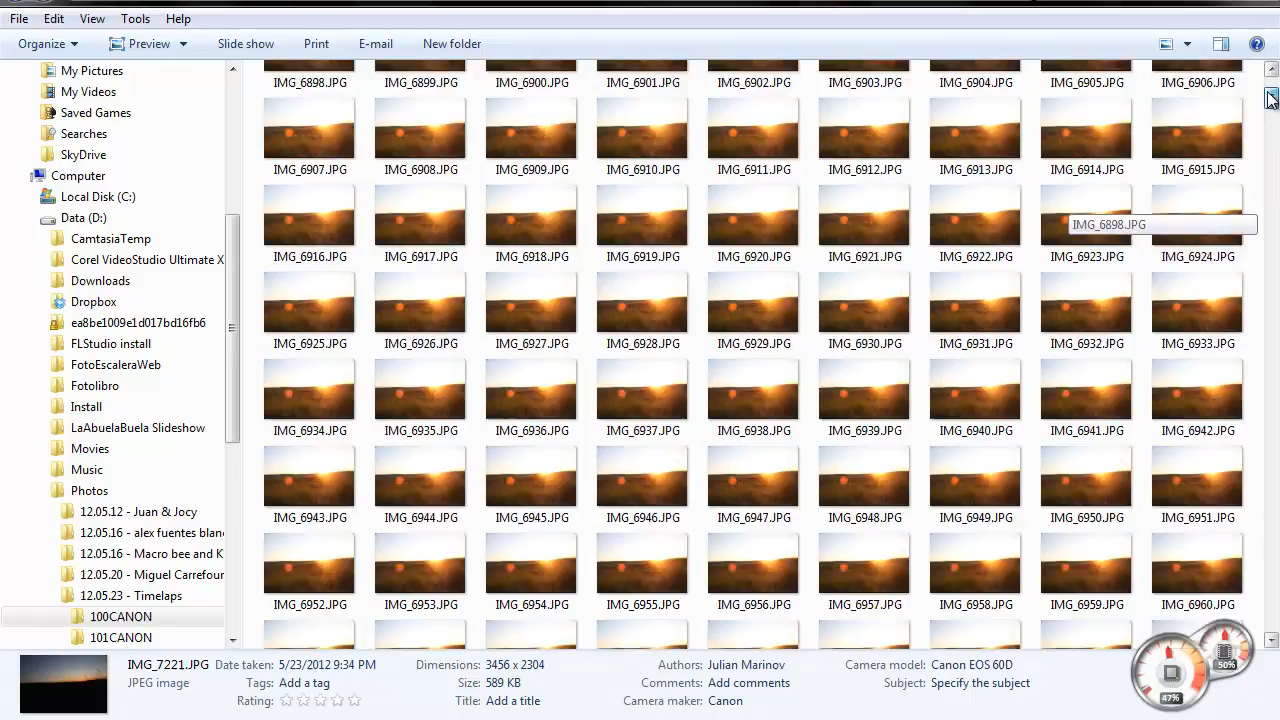 File Edit View Tools Help
Organize Preview Slide show Print E-mail New folder
My Pictures
My Videos
Saved Games
Searches
SkyDrive
Computer
Local Disk (C:)
Data (D:)
CamtasiaTemp
Corel VideoStudio Ultimate X
Downloads
Dropbox
ea8be1009e1d017bd16fb6
FLStudio install
FotoEscaleraWeb
Fotolibro
Install
LaAbuelaBuela Slideshow
Movies
Music
Photos
12.05.12 - Juan & Jocy
12.05.16 - alex fuentes blan
12.05.16 - Macro bee and K
12.05.20 - Miguel Carrefour
12.05.23 - Timelaps
100CANON
101CANON
IMG_6898.JPG IMG_6899.JPG IMG_6900.JPG IMG_6901.JPG IMG_6902.JPG IMG_6903.JPG IMG_6904.JPG IMG_6905.JPG IMG_6906.JPG
IMG_6907.JPG IMG_6908.JPG IMG_6909.JPG IMG_6910.JPG IMG_6911.JPG IMG_6912.JPG IMG_6913.JPG IMG_6914.JPG IMG_6915.JPG
IMG_6898.JPG
IMG_6916.JPG IMG_6917.JPG IMG_6918.JPG IMG_6919.JPG IMG_6920.JPG IMG_6921.JPG IMG_6922.JPG IMG_6923.JPG IMG_6924.JPG
IMG_6925.JPG IMG_6926.JPG IMG_6927.JPG IMG_6928.JPG IMG_6929.JPG IMG_6930.JPG IMG_6931.JPG IMG_6932.JPG IMG_6933.JPG
IMG_6934.JPG IMG_6935.JPG IMG_6936.JPG IMG_6937.JPG IMG_6938.JPG IMG_6939.JPG IMG_6940.JPG IMG_6941.JPG IMG_6942.JPG
IMG_6943.JPG IMG_6944.JPG IMG_6945.JPG IMG_6946.JPG IMG_6947.JPG IMG_6948.JPG IMG_6949.JPG IMG_6950.JPG IMG_6951.JPG
IMG_6952.JPG IMG_6953.JPG IMG_6954.JPG IMG_6955.JPG IMG_6956.JPG IMG_6957.JPG IMG_6958.JPG IMG_6959.JPG IMG_6960.JPG
IMG_7221.JPG Date taken: 5/23/2012 9:34 PM Dimensions: 3456 x 2304 Authors: Julian Marinov Camera model: Canon EOS 60D
JPEG image Tags: Add a tag Size: 589 KB Comments: Add comments Subject: Specify the subject
Rating: Title: Add a title Camera maker: Canon
50%
47%